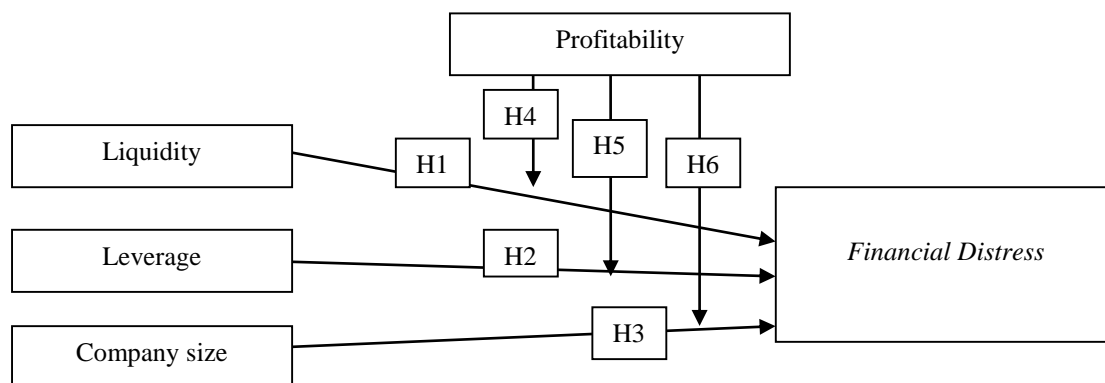 Profitability
H4
Liquidity
H5
H1
H6
Leverage
H2
Financial Distress
H3
Company size